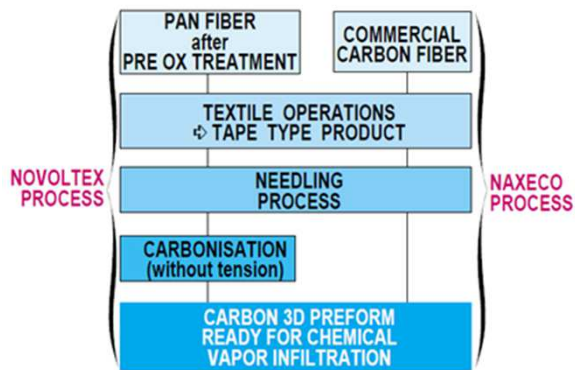 PAN FIBER
after
PRE OX TREATMENT
COMMERCIAL
CARBON FIBER
TEXTILE OPERATIONS
➪ TAPE TYPE PRODUCT
NOVOLTEX
PROCESS
NEEDLING
PROCESS
NAXECO
PROCESS
CARBONISATION
(without tension)
CARBON 3D PREFORM
READY FOR CHEMICAL
VAPOR INFILTRATION